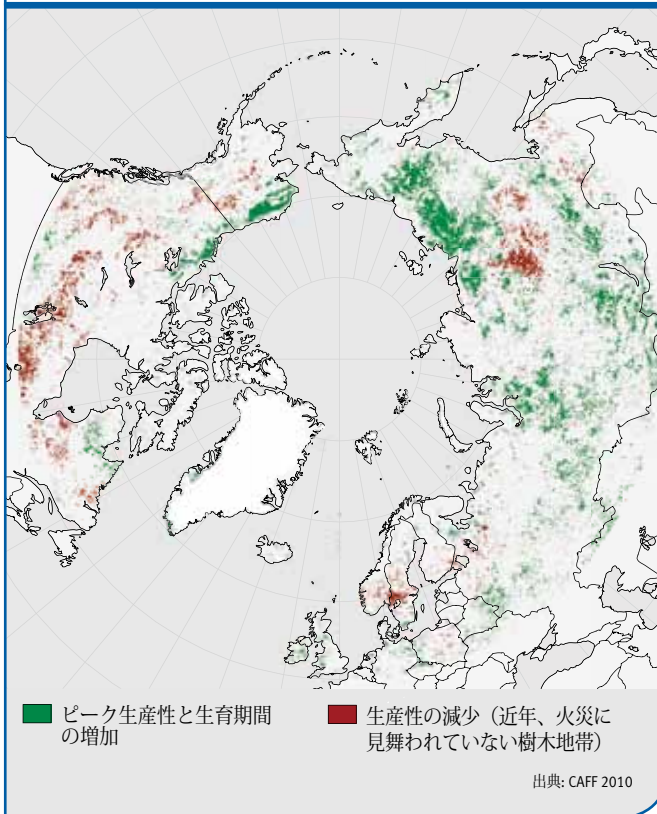 ピーク生産性と生育期間
の増加
生産性の減少（近年、火災に
見舞われていない樹木地帯）
出典: CAFF 2010